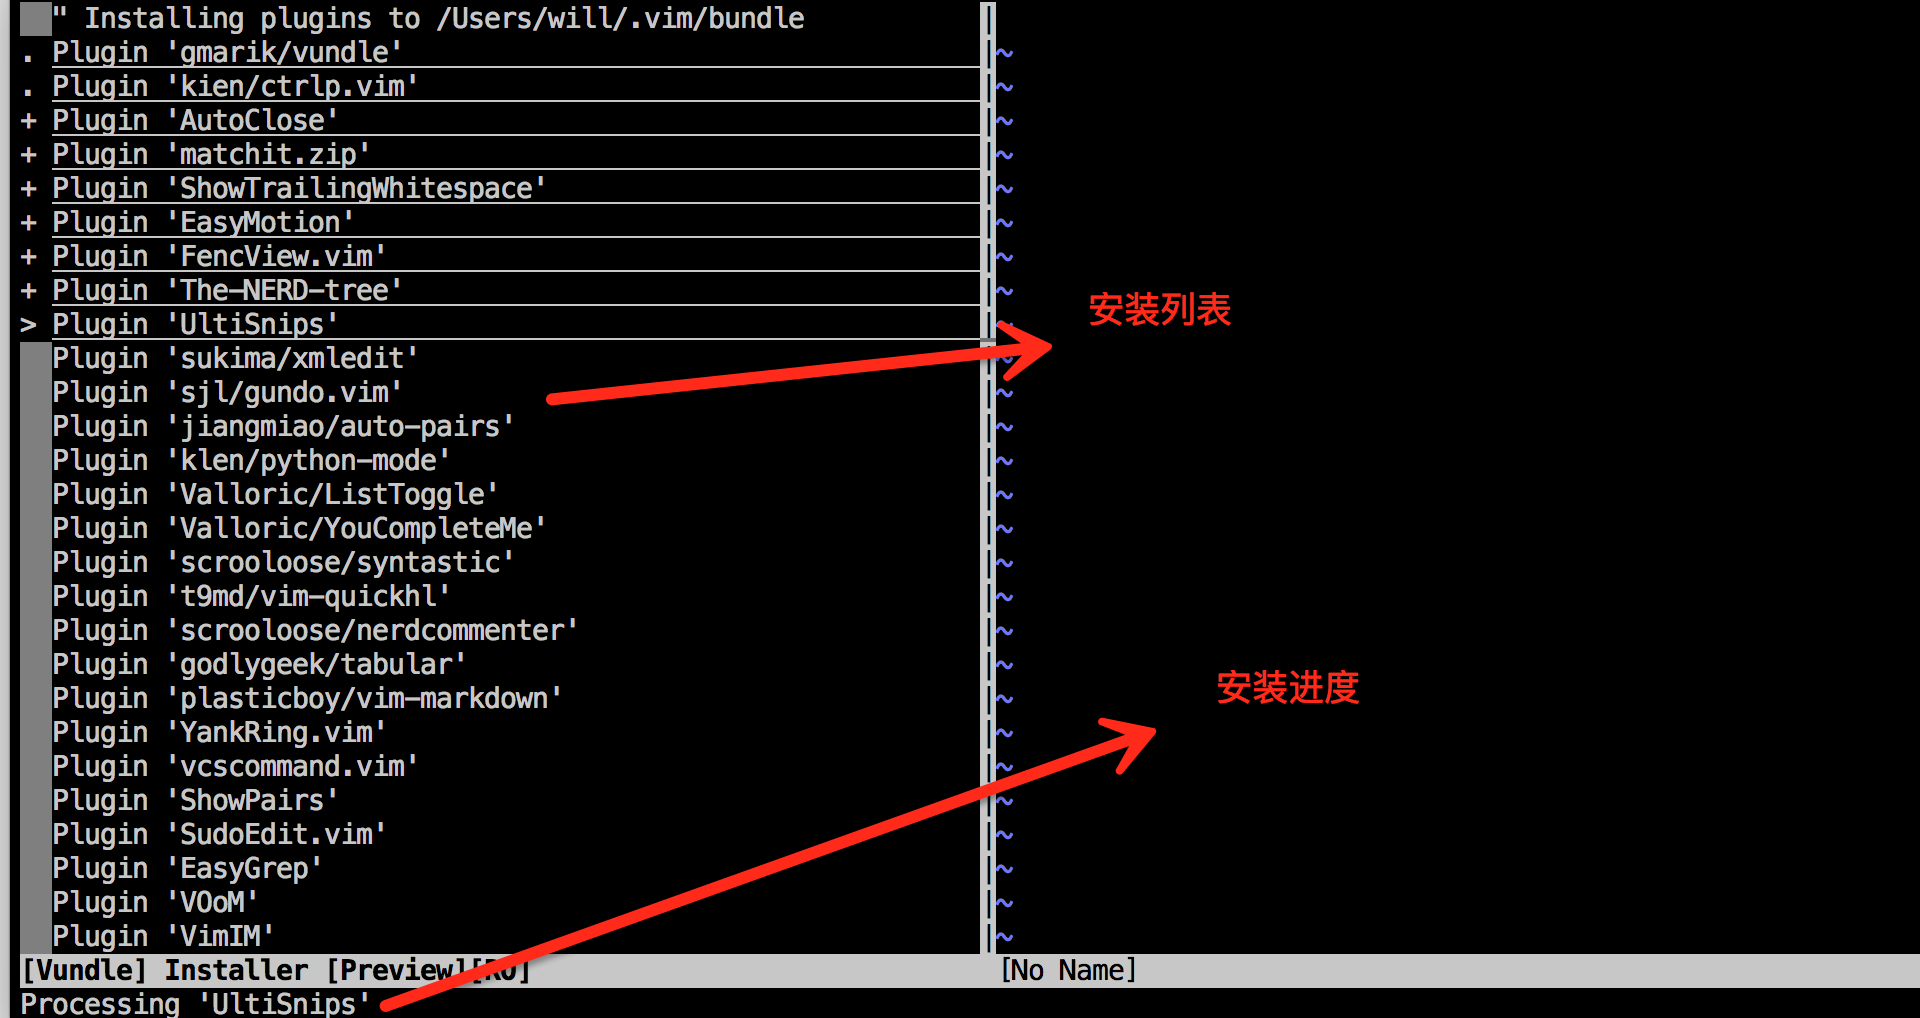 " Installing plugins to /Users/will/.vim/bundle
. Plugin 'gmarik/vundle'
. Plugin 'kien/ctrlp.vim'
+ Plugin 'AutoClose'
+ Plugin 'matchit.zip'
+ Plugin 'ShowTrailingWhitespace'
+ Plugin 'EasyMotion'
+ Plugin 'FencView.vim'
+ Plugin 'The-NERD-tree'
安装列表
> Plugin 'UltiSnips'
Plugin 'sukima/xmledit'
Plugin 'sjl/gundo.vim'
Plugin 'jiangmiao/auto-pairs'
Plugin 'klen/python-mode'
Plugin 'Valloric/ListToggle'
Plugin 'Valloric/YouCompleteMe'
Plugin 'scrooloose/syntastic'
Plugin 't9md/vim-quickhl'
Plugin 'scrooloose/nerdcommenter'
Plugin 'godlygeek/tabular'
安装进度
Plugin 'plasticboy/vim-markdown'
Plugin 'YankRing.vim'
Plugin 'vcscommand.vim'
Plugin 'ShowPairs'
Plugin 'SudoEdit.vim'
Plugin 'EasyGrep'
Plugin 'VOoM'
Plugin 'VimIM'
[Vundle] Installer [Preview][RO]
[No Name]
Processing 'UltiSnips'